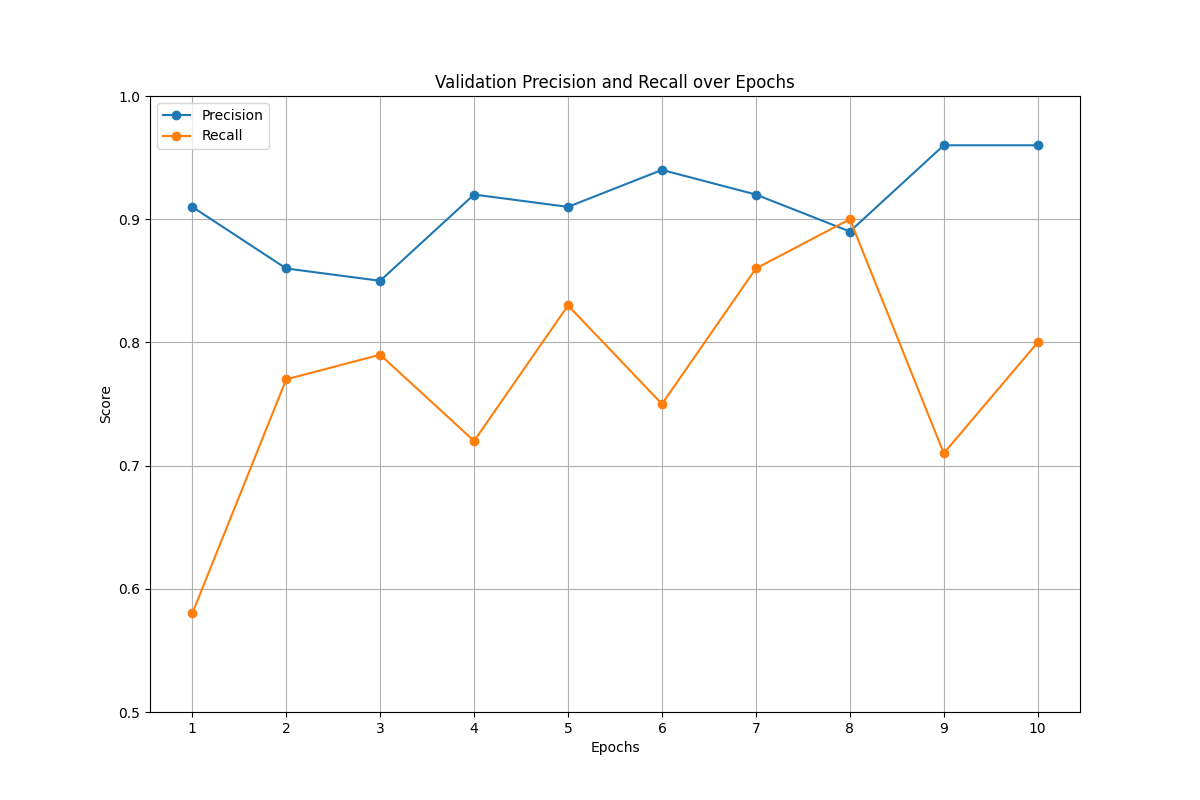 Validation Precision and Recall over Epochs
Precision
Recall
1.0
0.9
0.8
0.7
0.6
0.5
Score
1 2 3 4 5 6 7 8 9 10
Epochs